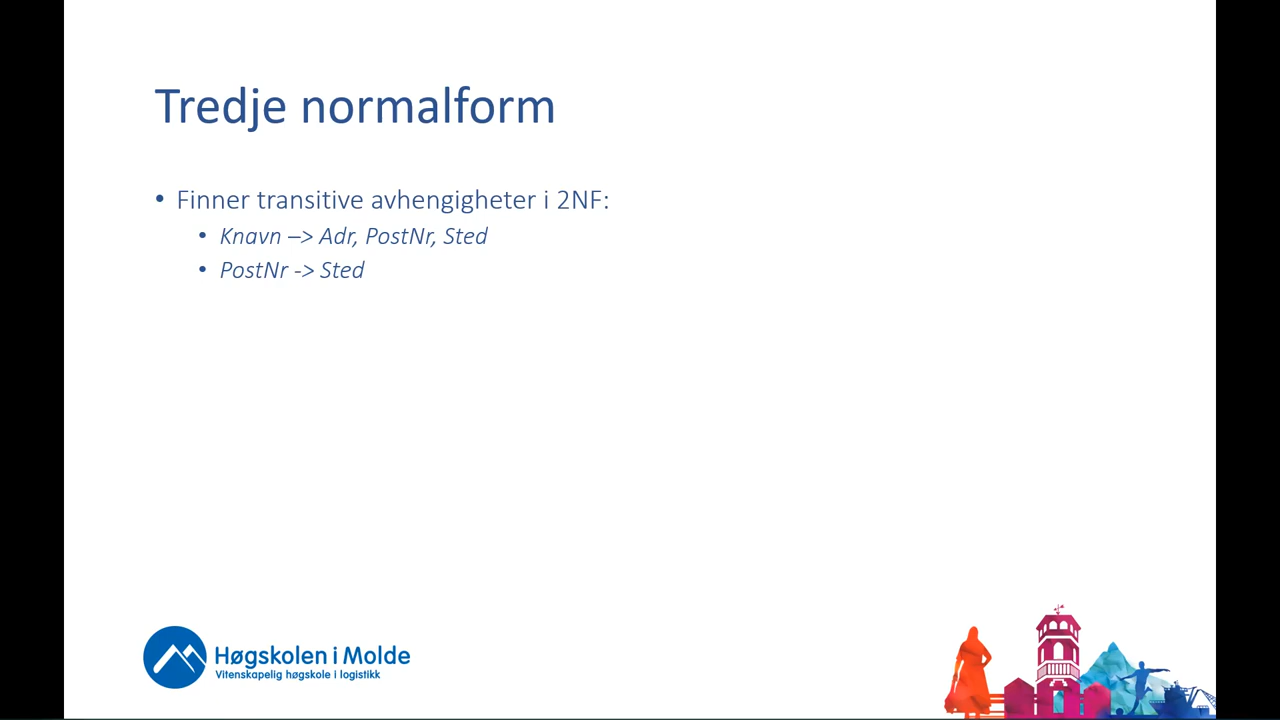 Tredje normalform
• Finner transitive avhengigheter i 2NF:
• Knavn –> Adr, PostNr, Sted
• PostNr -> Sted
Høgskolen i Molde
Vitenskapelig høgskole i logistikk